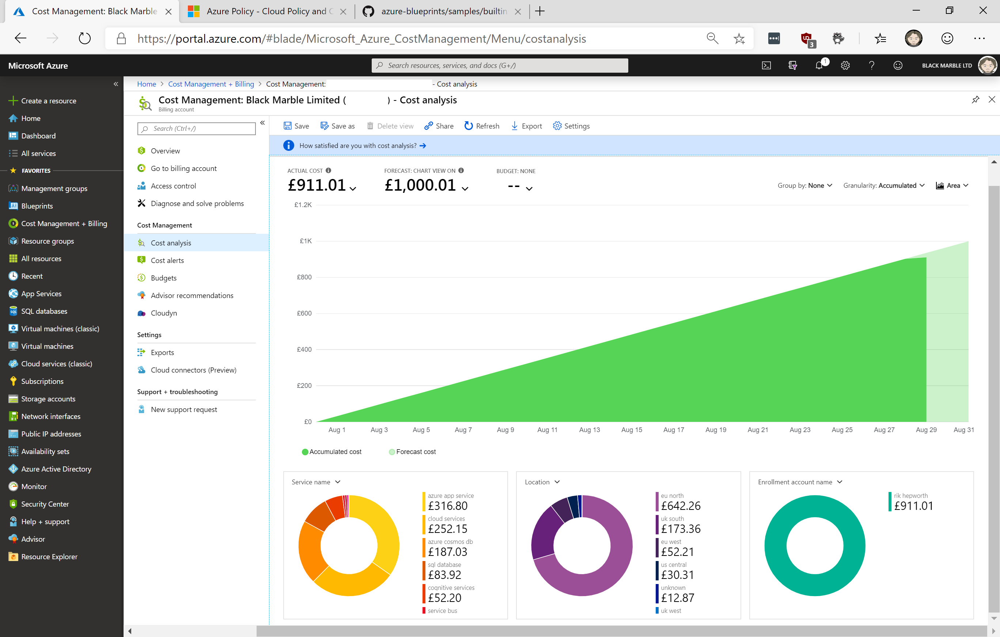 Cost Management: Black Marble
Azure Policy - Cloud Policy and C
azure-blueprints/samples/builtin
https://portal.azure.com/#blade/Microsoft_Azure_CostManagement/Menu/costanalysis
3
Microsoft Azure
Search resources, services, and docs (G+/)
1
BLACK MARBLE LTD
Home > Cost Management + Billing > Cost Management: - Cost analysis
Cost Management: Black Marble Limited ( ) - Cost analysis
Billing account
Create a resource
Home
Dashboard
All services
FAVORITES
Management groups
Blueprints
Cost Management + Billing
Resource groups
All resources
Recent
App Services
SQL databases
Virtual machines (classic)
Virtual machines
Cloud services (classic)
Subscriptions
Storage accounts
Network interfaces
Public IP addresses
Availability sets
Azure Active Directory
Monitor
Security Center
Help + support
Advisor
Resource Explorer
Search (Ctrl+/)
Overview
Go to billing account
Access control
Diagnose and solve problems
Cost Management
Cost analysis
Cost alerts
Budgets
Advisor recommendations
Cloudyn
Settings
Exports
Cloud connectors (Preview)
Support + troubleshooting
New support request
Save Save as Delete view Share Refresh Export Settings
How satisfied are you with cost analysis?
ACTUAL COST
£911.01
FORECAST: CHART VIEW ON
£1,000.01
BUDGET: NONE
--
Group by: None
Granularity: Accumulated
Area
£1.2K
£1K
£800
£600
£400
£200
£0
Aug 1 Aug 3 Aug 5 Aug 7 Aug 9 Aug 11 Aug 13 Aug 15 Aug 17 Aug 19 Aug 21 Aug 23 Aug 25 Aug 27 Aug 29 Aug 31
Accumulated cost Forecast cost
Service name
azure app service
£316.80
cloud services
£252.15
azure cosmos db
£187.03
sql database
£83.92
cognitive services
£52.20
service bus
Location
eu north
£642.26
uk south
£173.36
eu west
£52.21
us central
£30.31
unknown
£12.87
uk west
Enrollment account name
rik hepworth
£911.01